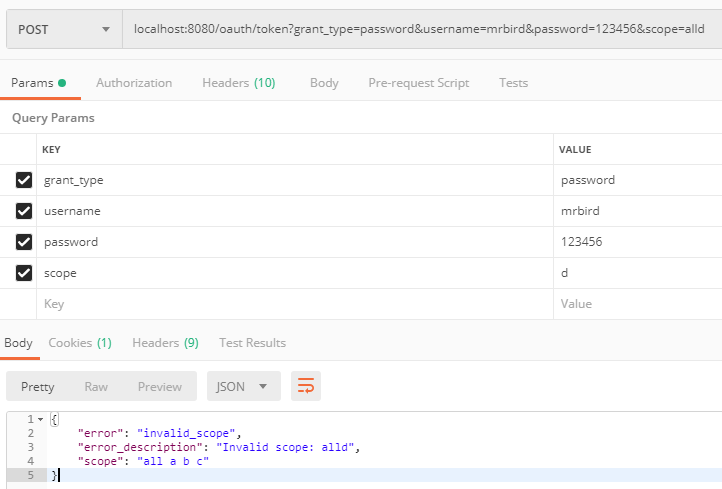 POST localhost:8080/oauth/token?grant_type=password&username=mrbird&password=123456&scope=alld
Params Authorization Headers (10) Body Pre-request Script Tests
Query Params
KEY VALUE
grant_type password
username mrbird
password 123456
scope d
Key Value
Body Cookies (1) Headers (9) Test Results
Pretty Raw Preview JSON
1 {
2 "error": "invalid_scope",
3 "error_description": "Invalid scope: alld",
4 "scope": "all a b c"
5 }